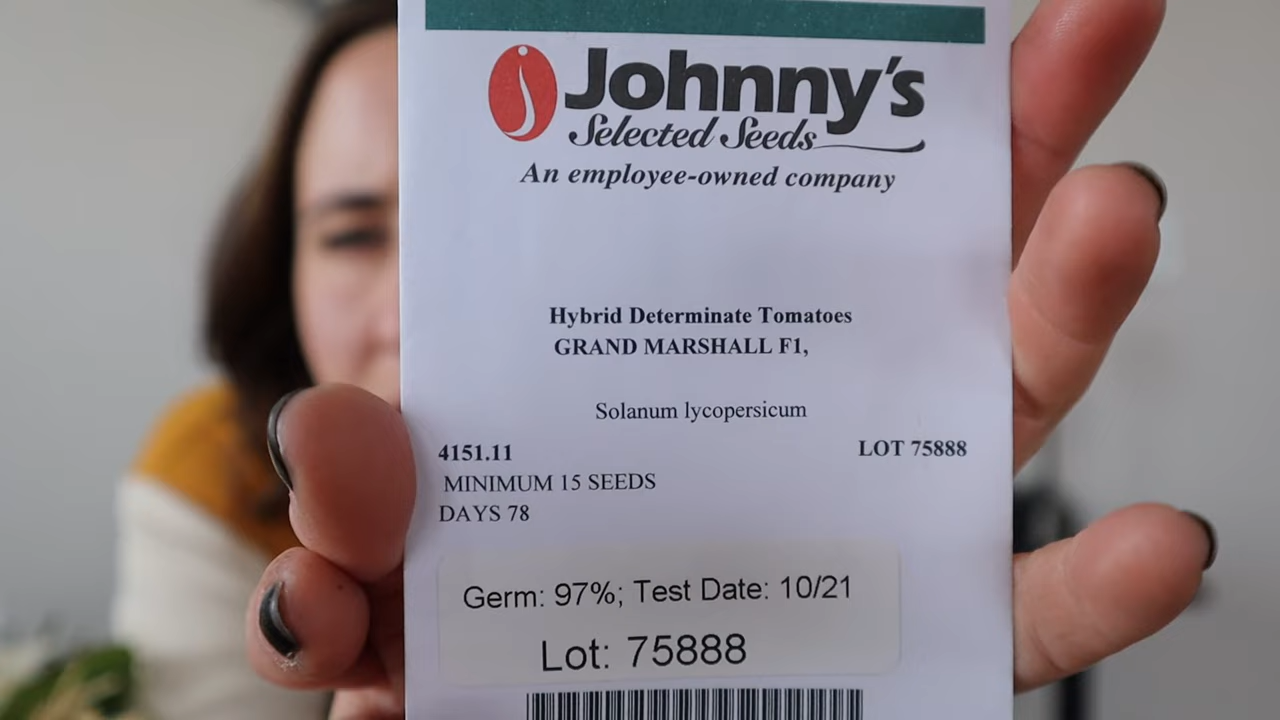 Johnny's
Selected Seeds
An employee-owned company
Hybrid Determinate Tomatoes
GRAND MARSHALL F1,
Solanum lycopersicum
4151.11
LOT 75888
MINIMUM 15 SEEDS
DAYS 78
Germ: 97%; Test Date: 10/21
Lot: 75888